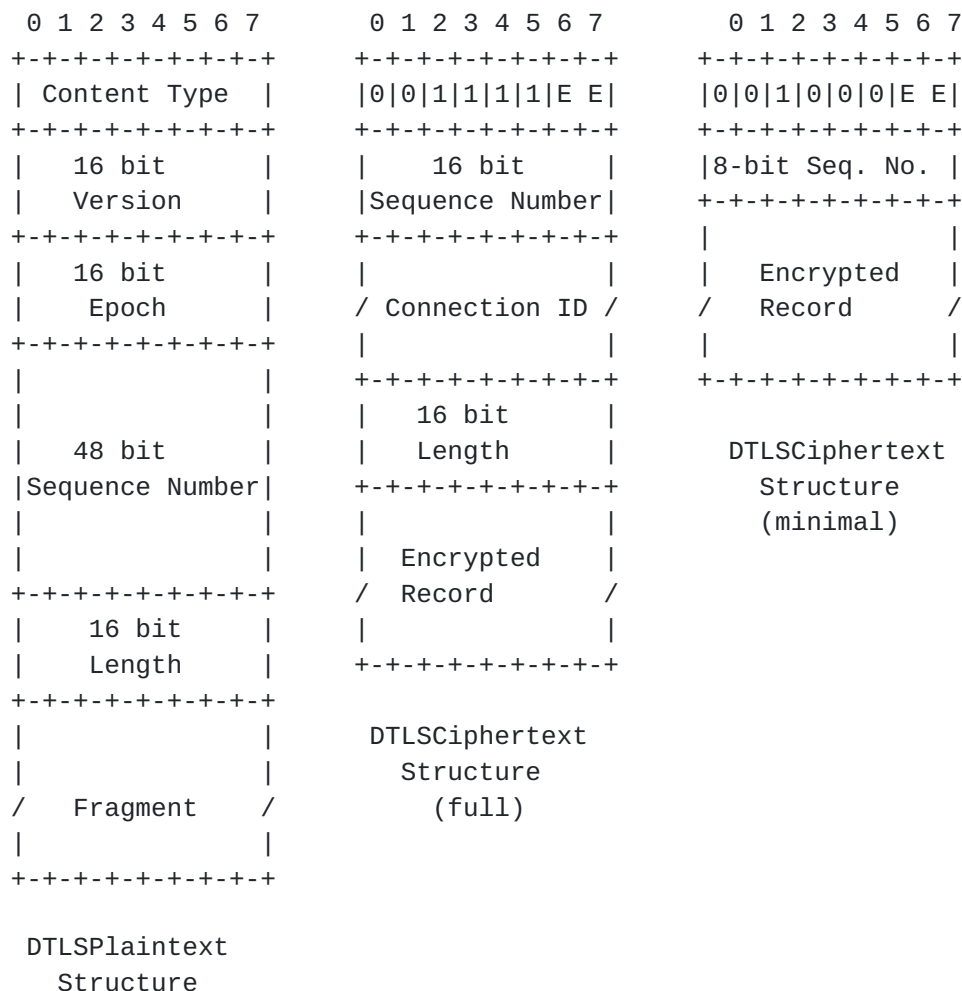 0 1 2 3 4 5 6 7       0 1 2 3 4 5 6 7        0 1 2 3 4 5 6 7
+-+-+-+-+-+-+-+-+     +-+-+-+-+-+-+-+-+     +-+-+-+-+-+-+-+-+
| Content Type  |     |0|0|1|1|1|1|E E|     |0|0|1|0|0|0|E E|
+-+-+-+-+-+-+-+-+     +-+-+-+-+-+-+-+-+     +-+-+-+-+-+-+-+-+
|   16 bit      |     |    16 bit     |     |8-bit Seq. No. |
|   Version     |     |Sequence Number|     +-+-+-+-+-+-+-+-+
+-+-+-+-+-+-+-+-+     +-+-+-+-+-+-+-+-+     |               |
|   16 bit      |     |               |     |   Encrypted   |
|    Epoch      |     / Connection ID /     /   Record      /
+-+-+-+-+-+-+-+-+     |               |     |               |
|               |     +-+-+-+-+-+-+-+-+     +-+-+-+-+-+-+-+-+
|               |     |   16 bit      |
|   48 bit      |     |   Length      |       DTLSCiphertext
|Sequence Number|     +-+-+-+-+-+-+-+-+         Structure
|               |     |               |         (minimal)
|               |     |  Encrypted    |
+-+-+-+-+-+-+-+-+     /  Record       /
|    16 bit     |     |               |
|    Length     |     +-+-+-+-+-+-+-+-+
+-+-+-+-+-+-+-+-+
|               |      DTLSCiphertext
|               |        Structure
/   Fragment    /          (full)
|               |
+-+-+-+-+-+-+-+-+

 DTLSPlaintext
   Structure